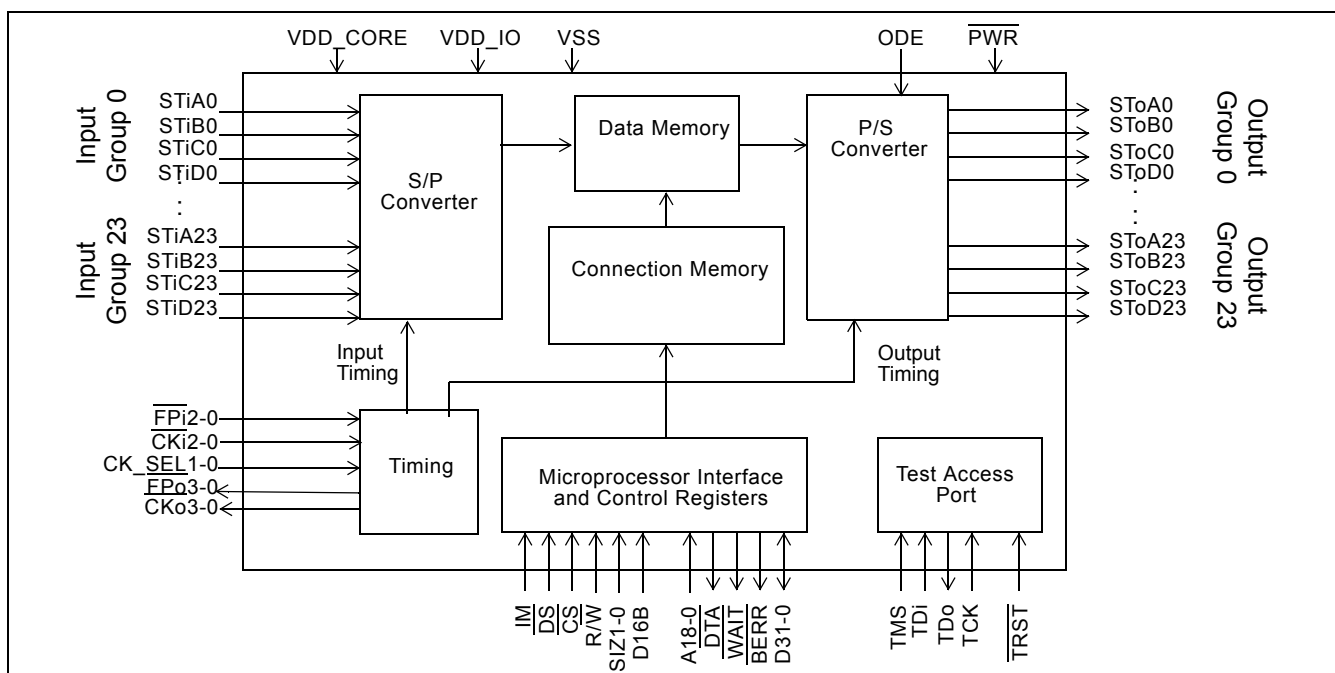 VDD_CORE VDD_IO VSS ODE PWR
Input
Group 0
STiA0
STiB0
STiC0
STiD0
:
:
Input
Group 23
STiA23
STiB23
STiC23
STiD23
S/P
Converter
Data Memory
Connection Memory
P/S
Converter
SToA0
SToB0
SToC0
SToD0
:
:
SToA23
SToB23
SToC23
SToD23
Output
Group 0
Output
Group 23
Input
Timing
Output
Timing
FPi2-0
CKi2-0
CK_SEL1-0
FPo3-0
CKo3-0
Timing
Microprocessor Interface
and Control Registers
Test Access
Port
IM
DS
CS
R/W
SIZ1-0
D16B
A18-0
DTA
WAIT
BERR
D31-0
TMS
TDi
TDo
TCK
TRST